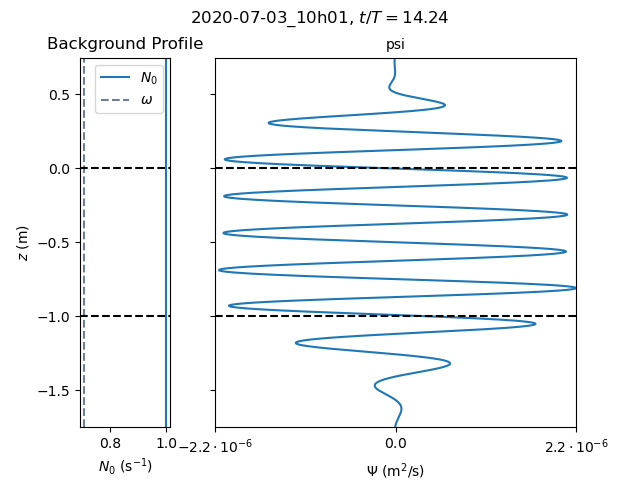 2020-07-03_10h01, t/T = 14.24
Background Profile
psi
N₀
ω
0.5
0.0
−0.5
−1.0
−1.5
z (m)
0.8
1.0
N₀ (s⁻¹)
−2.2 · 10⁻⁶
0.0
2.2 · 10⁻⁶
Ψ (m²/s)